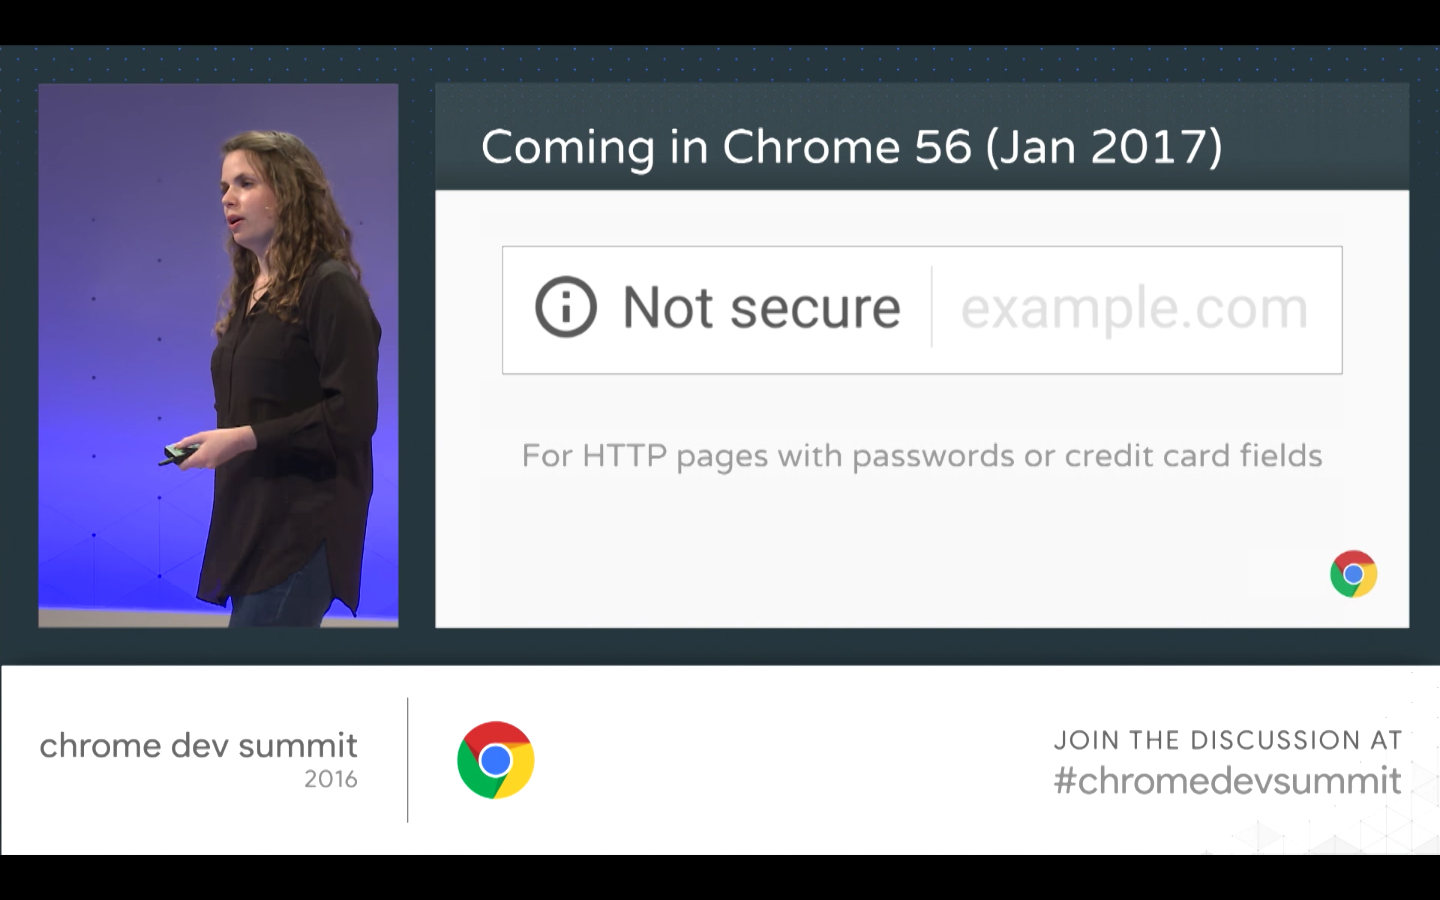 Coming in Chrome 56 (Jan 2017)
Not secure
example.com
For HTTP pages with passwords or credit card fields
chrome dev summit
2016
JOIN THE DISCUSSION AT
#chromedevsummit